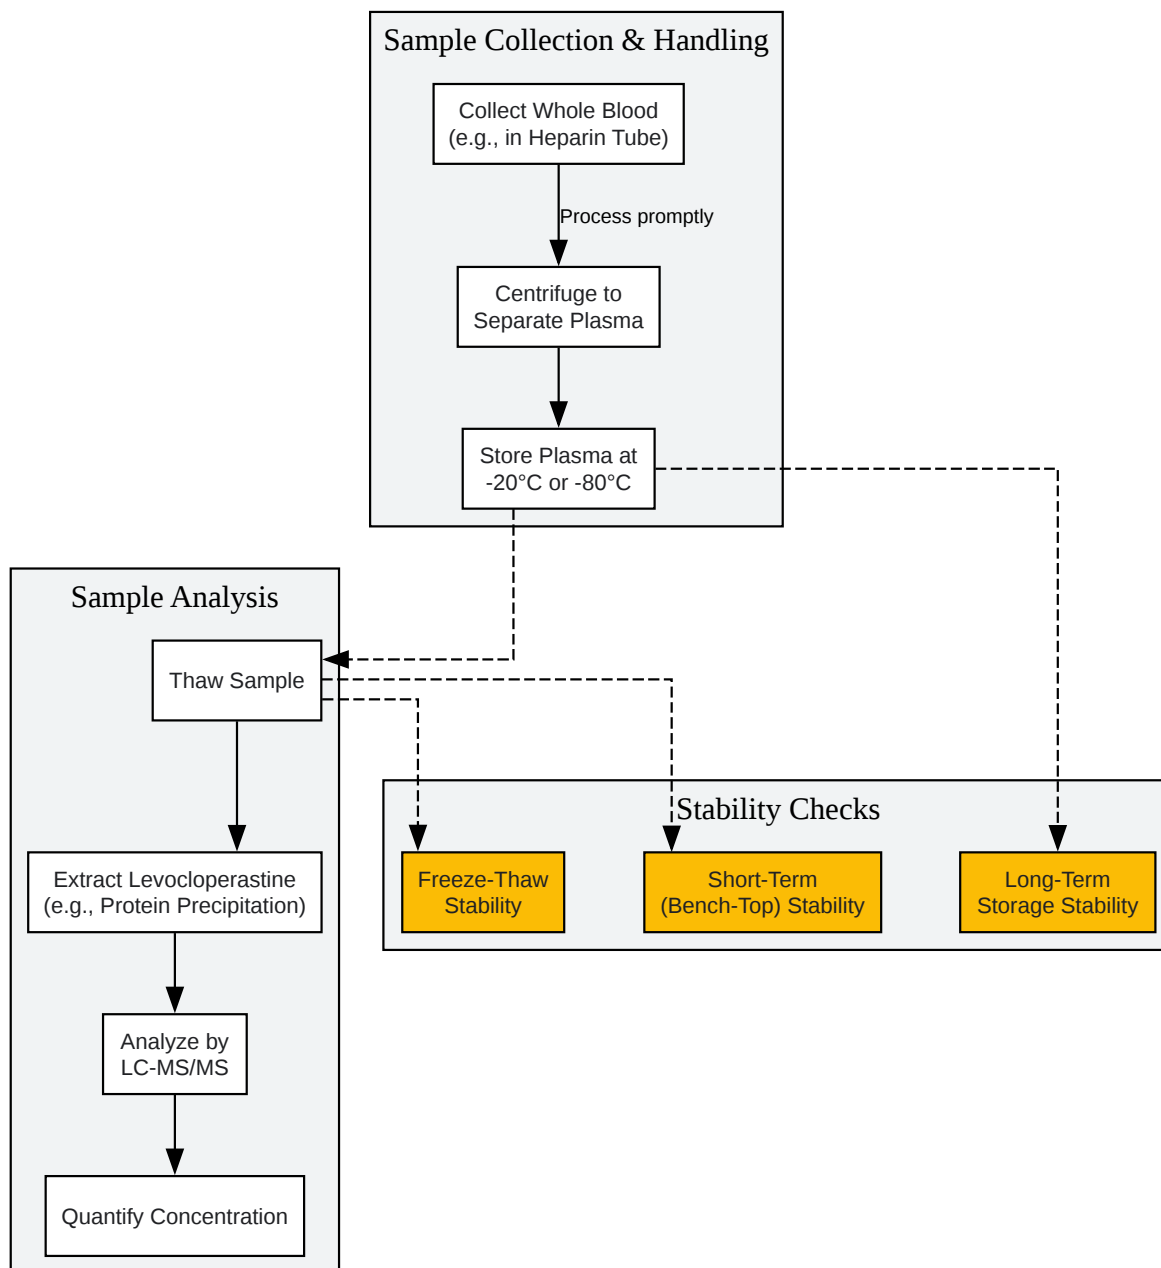 Sample Collection & Handling
Collect Whole Blood
(e.g., in Heparin Tube)
Process promptly
Centrifuge to
Separate Plasma
Store Plasma at
-20°C or -80°C
Sample Analysis
Thaw Sample
Extract Levocloperastine
(e.g., Protein Precipitation)
Analyze by
LC-MS/MS
Quantify Concentration
Stability Checks
Freeze-Thaw
Stability
Short-Term
(Bench-Top) Stability
Long-Term
Storage Stability